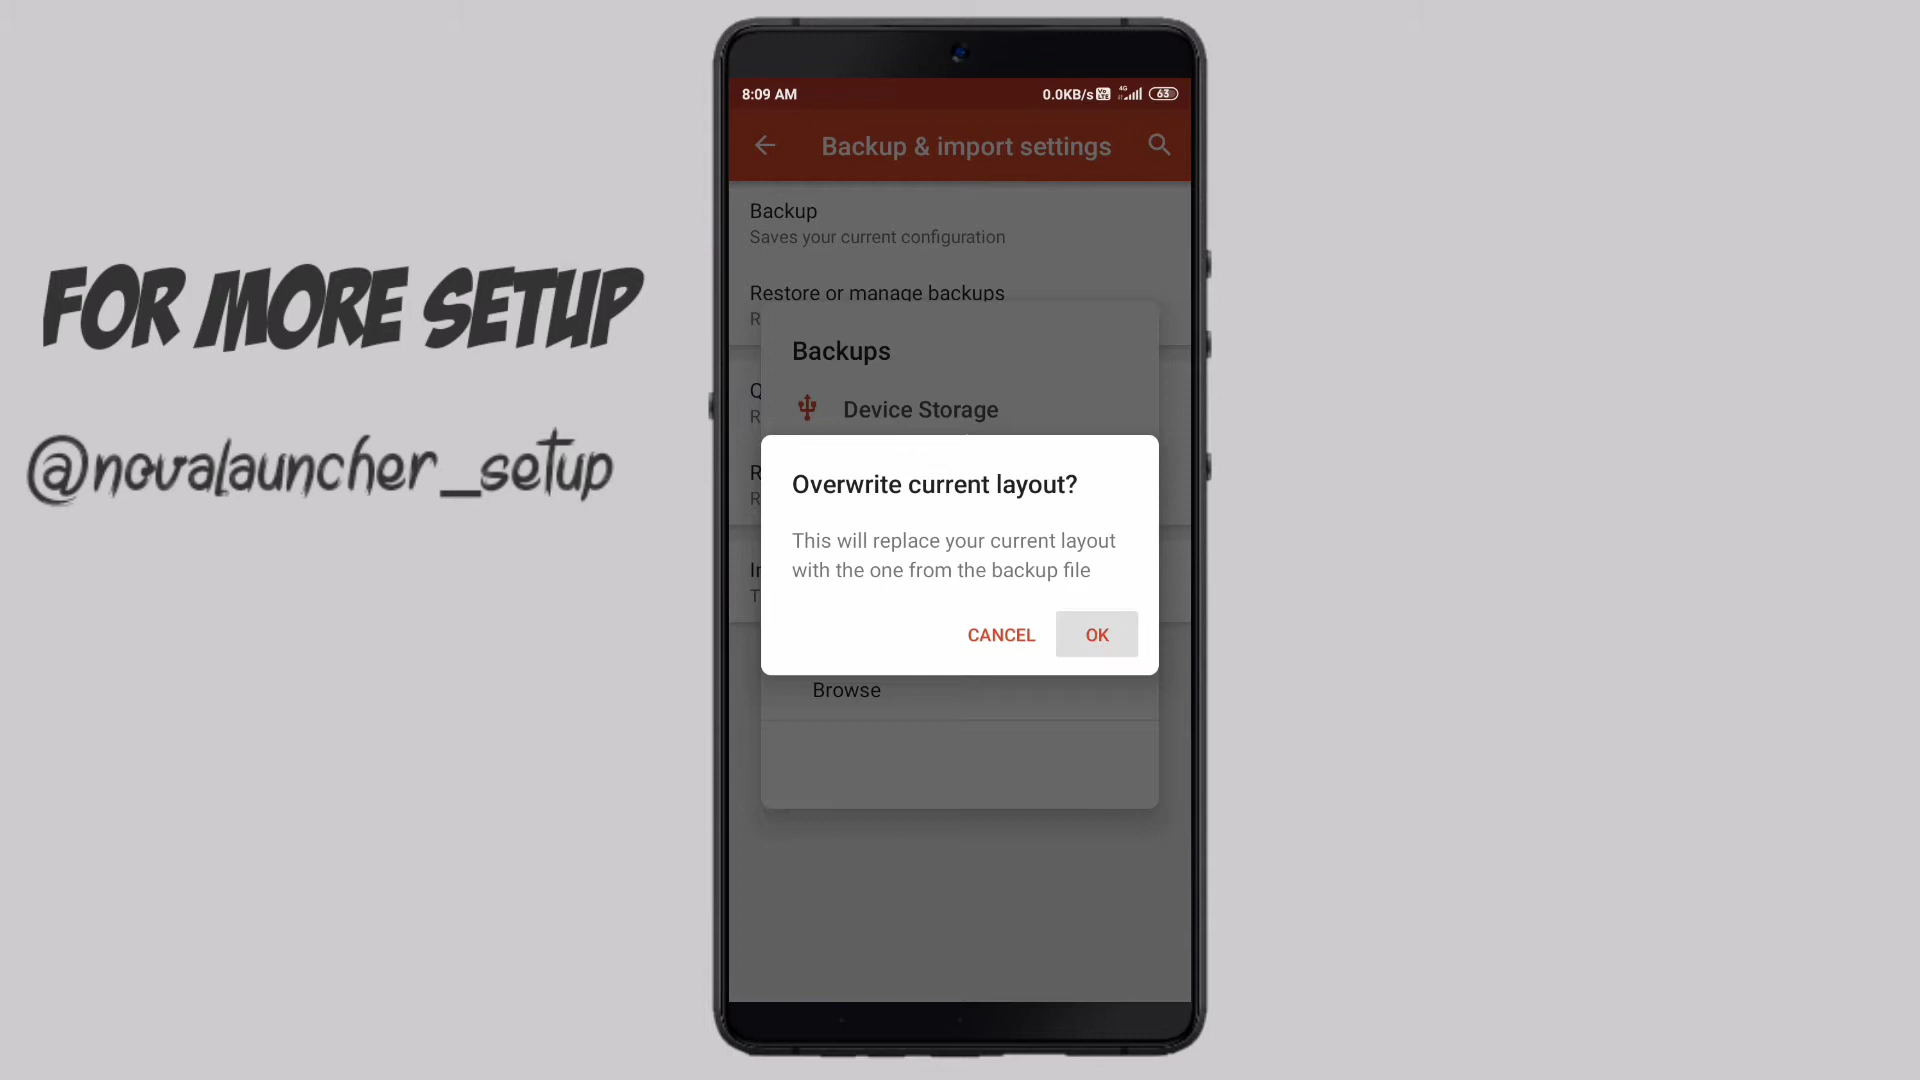 FOR MORE SETUP
@novalauncher_setup
8:09 AM
0.0KB/s
4G
63
Backup & import settings
Backup
Saves your current configuration
Restore or manage backups
R
Backups
Q
R
Device Storage
Overwrite current layout?
R
R
This will replace your current layout
with the one from the backup file
T
CANCEL
OK
Browse